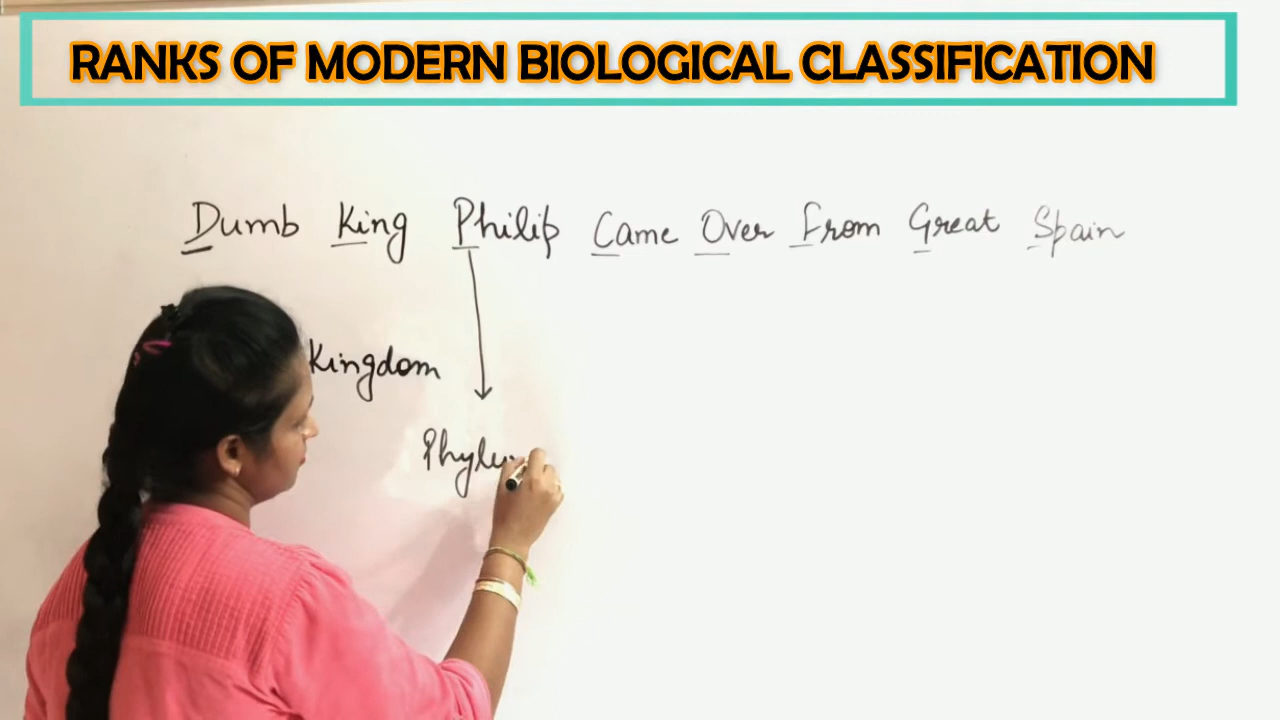 RANKS OF MODERN BIOLOGICAL CLASSIFICATION
Dumb King Philip Came Over From Great Spain
Kingdom